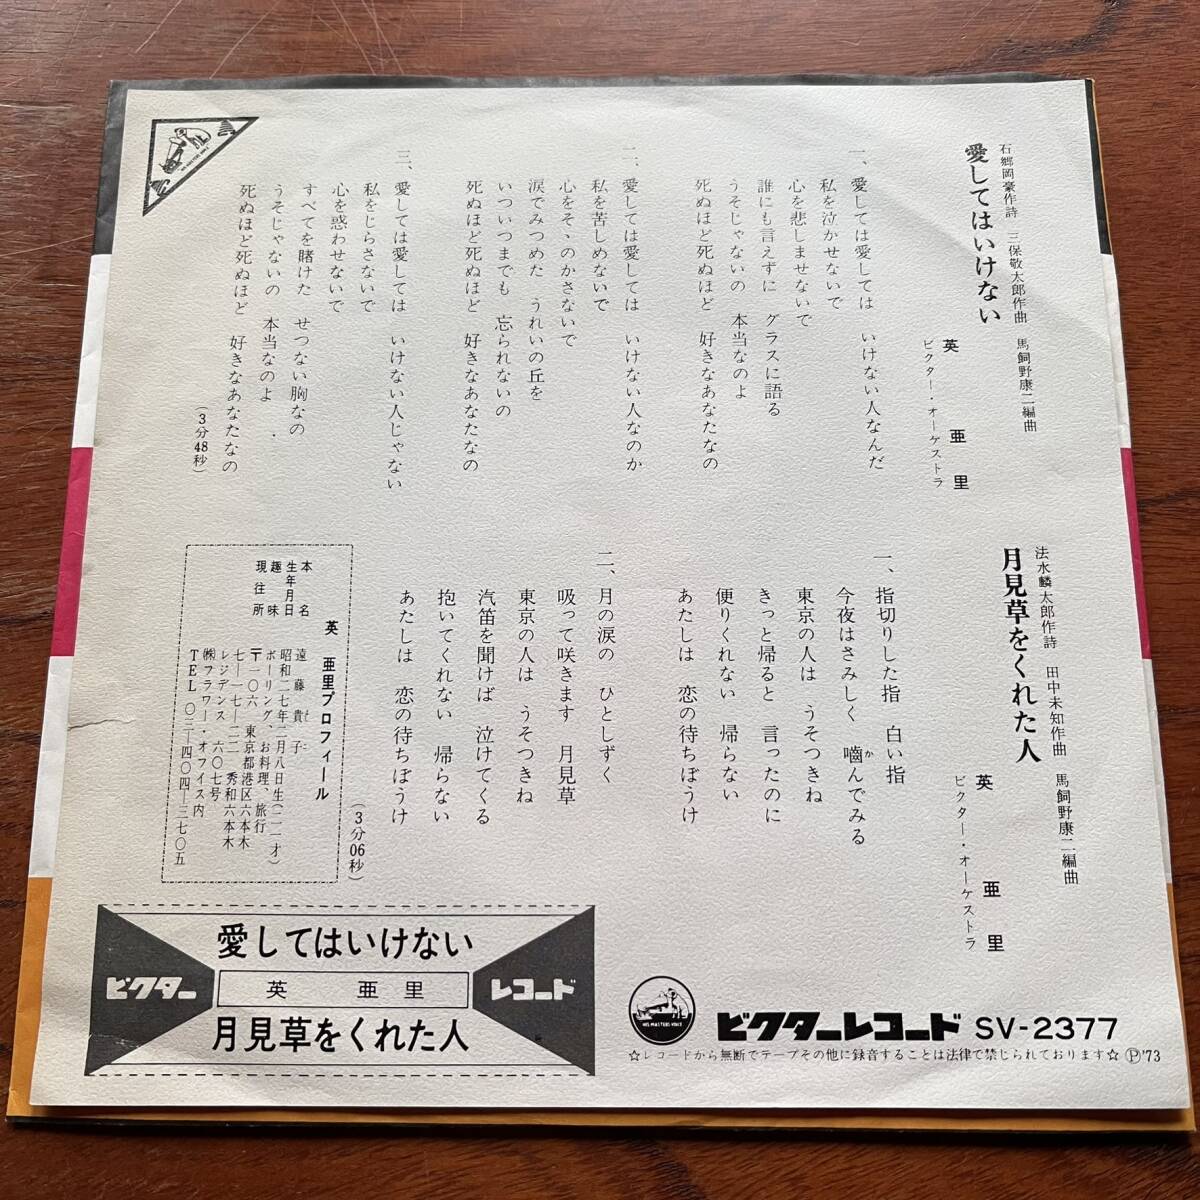 石郷岡豪作詩 三保敬太郎作曲 馬飼野康二編曲
愛してはいけない
英 亜 里
ビクター・オーケストラ
一、愛しては愛しては いけない人なんだ
私を泣かせないで
心を悲しませないで
誰にも言えずに グラスに語る
うそじゃないの 本当なのよ
死ぬほど死ぬほど 好きなあなたなの
二、愛しては愛しては いけない人なのか
私を苦しめないで
心をそゝのかさないで
涙でみつめた うれいの丘を
いついつまでも 忘られないの
死ぬほど死ぬほど 好きなあなたなの
三、愛しては愛しては いけない人じゃない
私をじらさないで
心を惑わせないで
すべてを賭けた せつない胸なの
うそじゃないの 本当なのよ
死ぬほど死ぬほど 好きなあなたなの
(3分48秒)
法水麟太郎作詩 田中未知作曲 馬飼野康二編曲
月見草をくれた人
英 亜 里
ビクター・オーケストラ
一、指切りした指 白い指
今夜はさみしく 嚙んでみる
か
東京の人は うそつきね
きっと帰ると 言ったのに
便りくれない 帰らない
あたしは 恋の待ちぼうけ
二、月の涙の ひとしずく
吸って咲きます 月見草
東京の人は うそつきね
汽笛を聞けば 泣けてくる
抱いてくれない 帰らない
あたしは 恋の待ちぼうけ
(3分06秒)
英 亜里プロフィール
本名 遠藤貴子
生年月日 昭和二七年二月八日生(二一才)
趣味 ボーリング、お料理、旅行
現往所 〒一〇六 東京都港区六本木
七―一七―二二 秀和六本木
レジデンス 六〇七号
㈱フラワー・オフィス内
TEL 〇三―四〇四―三七〇五
愛してはいけない
ビクター 英 亜 里 レコード
月見草をくれた人
HIS MASTERS VOICE
ビクターレコード SV-2377
☆レコードから無断でテープその他に録音することは法律で禁じられております☆ Ⓟ'73